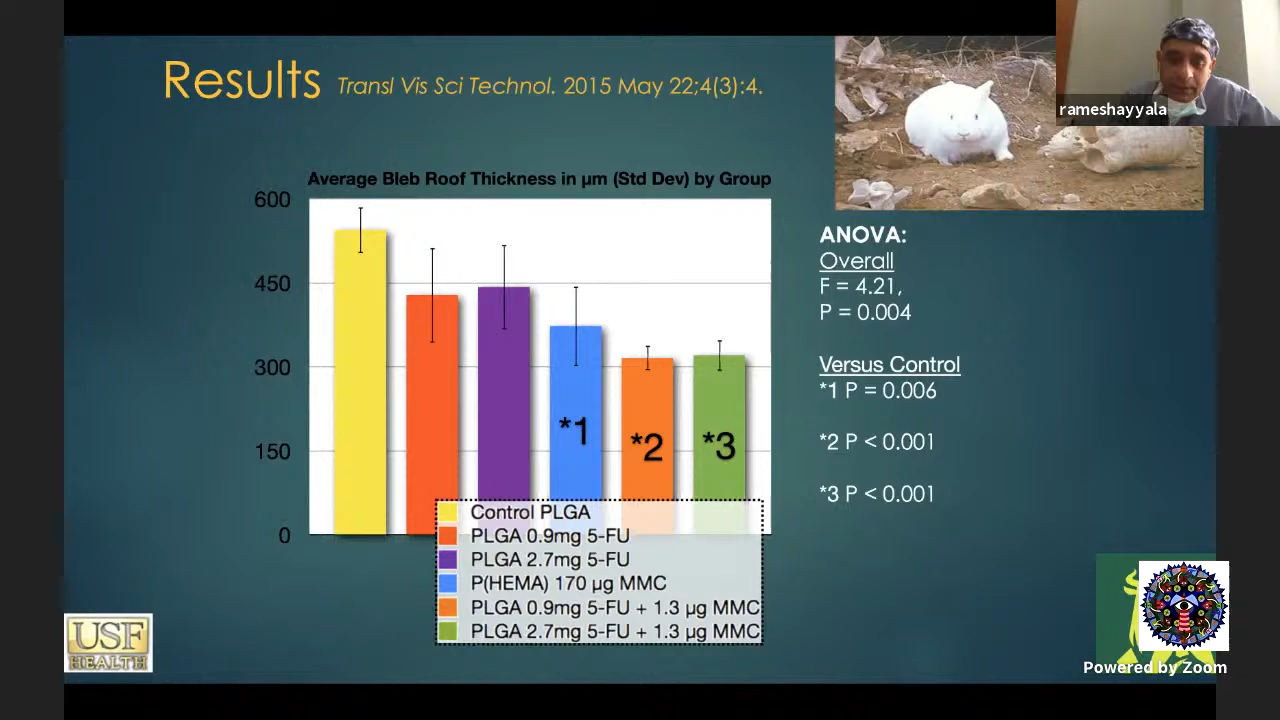 Results Transl Vis Sci Technol. 2015 May 22;4(3):4.
rameshayyala
Average Bleb Roof Thickness in µm (Std Dev) by Group
600
450
300
150
0
*1
*2
*3
Control PLGA
PLGA 0.9mg 5-FU
PLGA 2.7mg 5-FU
P(HEMA) 170 µg MMC
PLGA 0.9mg 5-FU + 1.3 µg MMC
PLGA 2.7mg 5-FU + 1.3 µg MMC
ANOVA:
Overall
F = 4.21,
P = 0.004
Versus Control
*1 P = 0.006
*2 P < 0.001
*3 P < 0.001
USF
HEALTH
Powered by Zoom